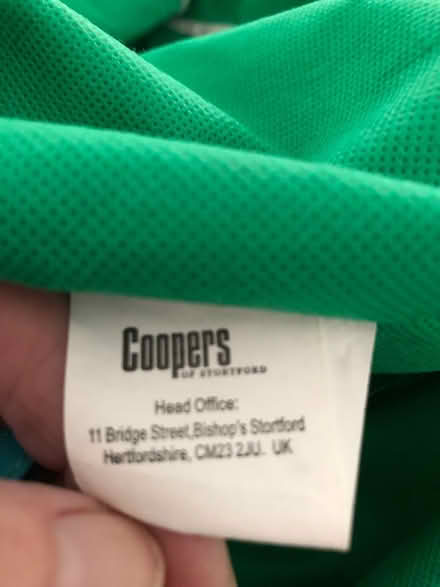 Coopers
OF STORTFORD
Head Office:
11 Bridge Street,Bishop's Stortford
Hertfordshire, CM23 2JU. UK